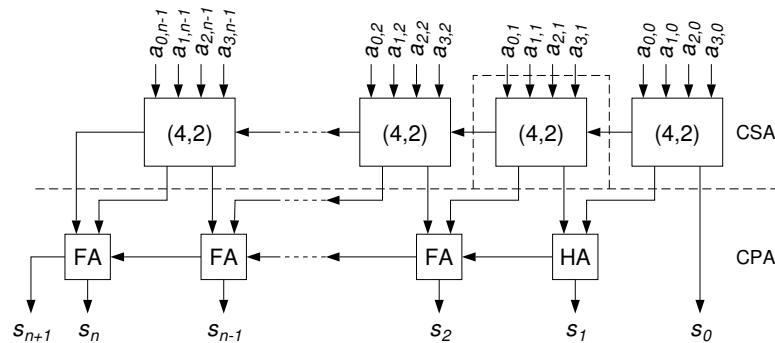 a0,n-1 a1,n-1 a2,n-1 a3,n-1 a0,2 a1,2 a2,2 a3,2 a0,1 a1,1 a2,1 a3,1 a0,0 a1,0 a2,0 a3,0
(4,2) (4,2) (4,2) (4,2) CSA
FA FA FA HA CPA
sn+1 sn sn-1 s2 s1 s0